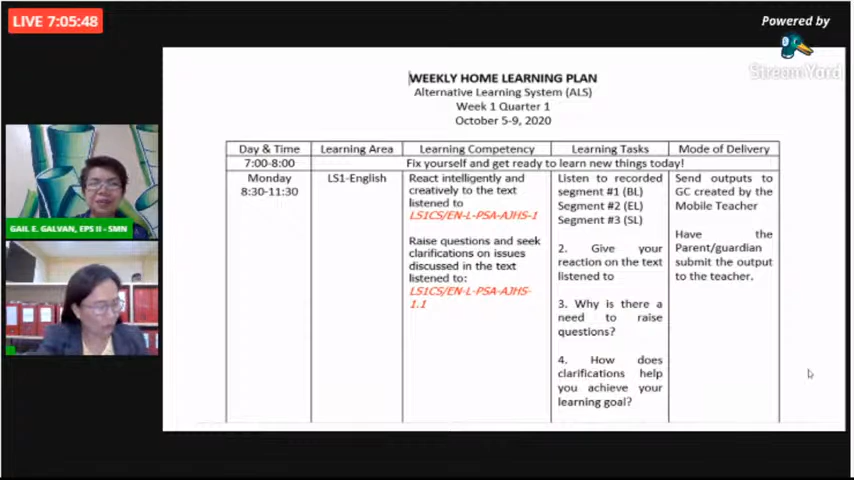 LIVE 7:05:48
Powered by
StreamYard
WEEKLY HOME LEARNING PLAN
Alternative Learning System (ALS)
Week 1 Quarter 1
October 5-9, 2020
Day & Time
Learning Area
Learning Competency
Learning Tasks
Mode of Delivery
7:00-8:00
Fix yourself and get ready to learn new things today!
Monday
8:30-11:30
LS1-English
React intelligently and
creatively to the text
listened to
LS1CS/EN-L-PSA-AJHS-1
Raise questions and seek
clarifications on issues
discussed in the text
listened to:
LS1CS/EN-L-PSA-AJHS-
1.1
Listen to recorded
segment #1 (BL)
Segment #2 (EL)
Segment #3 (SL)
2. Give your
reaction on the text
listened to
3. Why is there a
need to raise
questions?
4. How does
clarifications help
you achieve your
learning goal?
Send outputs to
GC created by the
Mobile Teacher
Have the
Parent/guardian
submit the output
to the teacher.
GAIL E. GALVAN, EPS II - SMN